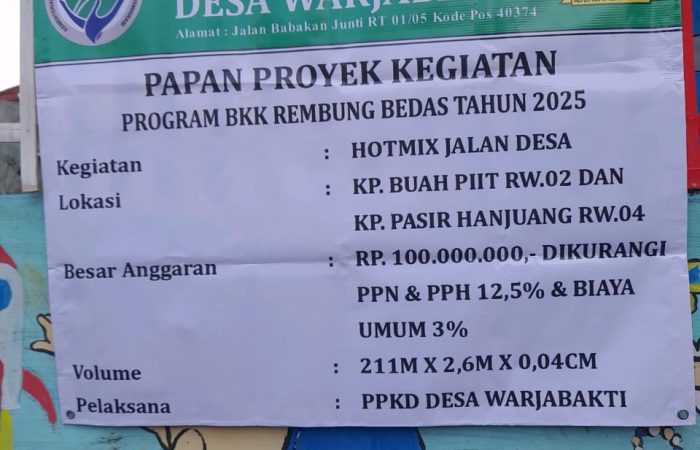 DESA WARJABAKTI
Alamat : Jalan Babakan Junti RT 01/05 Kode Pos 40374
PAPAN PROYEK KEGIATAN
PROGRAM BKK REMBUNG BEDAS TAHUN 2025
Kegiatan : HOTMIX JALAN DESA
Lokasi : KP. BUAH PIIT RW.02 DAN
KP. PASIR HANJUANG RW.04
Besar Anggaran : RP. 100.000.000,- DIKURANGI
PPN & PPH 12,5% & BIAYA
UMUM 3%
Volume : 211M X 2,6M X 0,04CM
Pelaksana : PPKD DESA WARJABAKTI